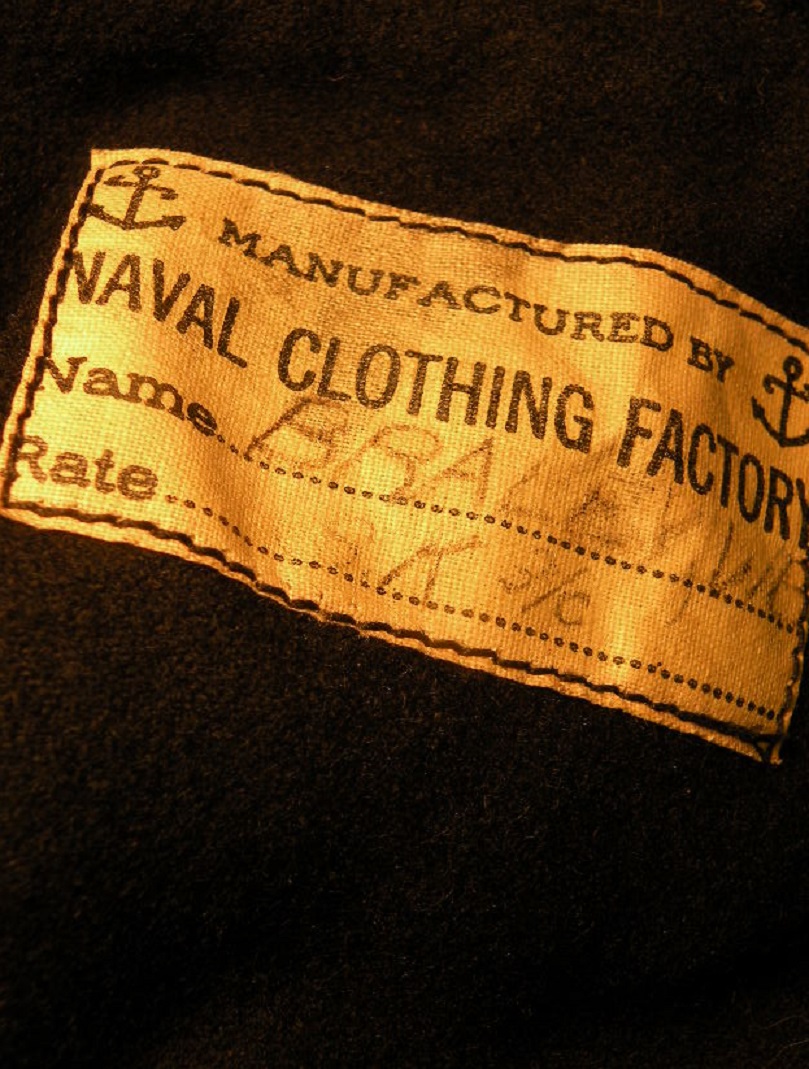 MANUFACTURED BY
NAVAL CLOTHING FACTORY
Name
Rate